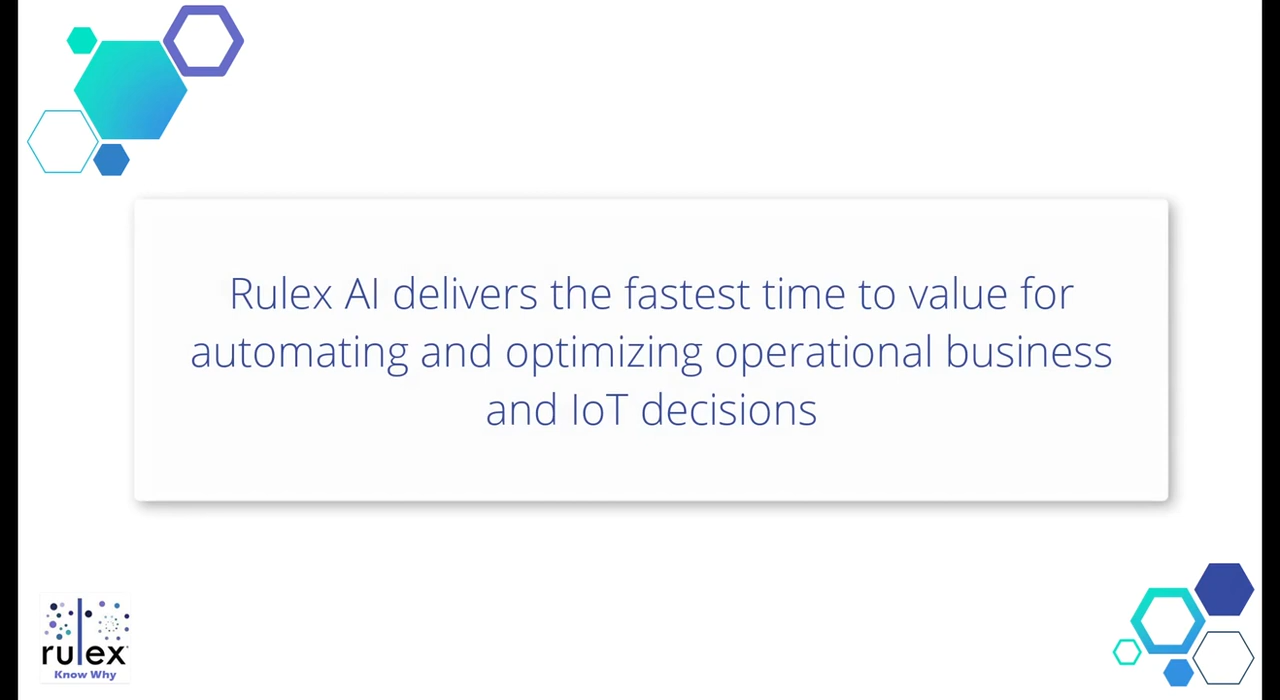 Rulex AI delivers the fastest time to value for
automating and optimizing operational business
and IoT decisions
rulex
Know Why